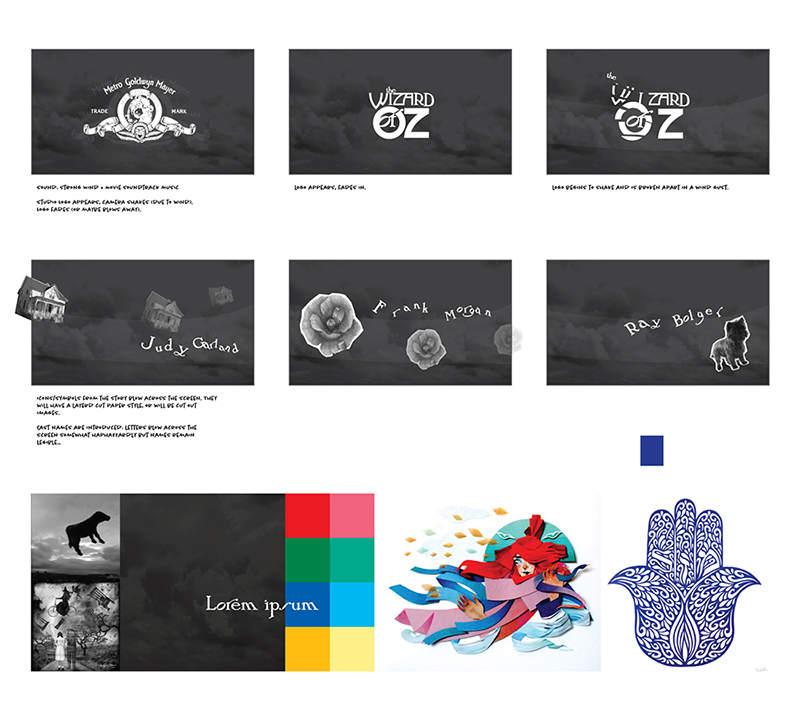 Metro Goldwyn Mayer
TRADE MARK
the
WIZARD
OF
OZ
the
WIZARD
OF
OZ
SOUND: STRONG WIND + MOVIE SOUNDTRACK MUSIC
STUDIO LOGO APPEARS, CAMERA SHAKES (DUE TO WIND),
LOGO FADES (OR MAYBE BLOWS AWAY).
LOGO APPEARS, FADES IN.
LOGO BEGINS TO SHAKE AND IS BROKEN APART IN A WIND GUST.
Judy Garland
Frank Morgan
Ray Bolger
ICONS/SYMBOLS FROM THE STORY BLOW ACROSS THE SCREEN. THEY
WILL HAVE A LAYERD CUT PAPER STYLE, OR WILL BE CUT OUT
IMAGES.
CAST NAMES ARE INTRODUCED. LETTERS BLOW ACROSS THE
SCREEN SOMEWHAT HAPHAZARDLY BUT NAMES REMAIN
LEGIBLE...
Lorem ipsum